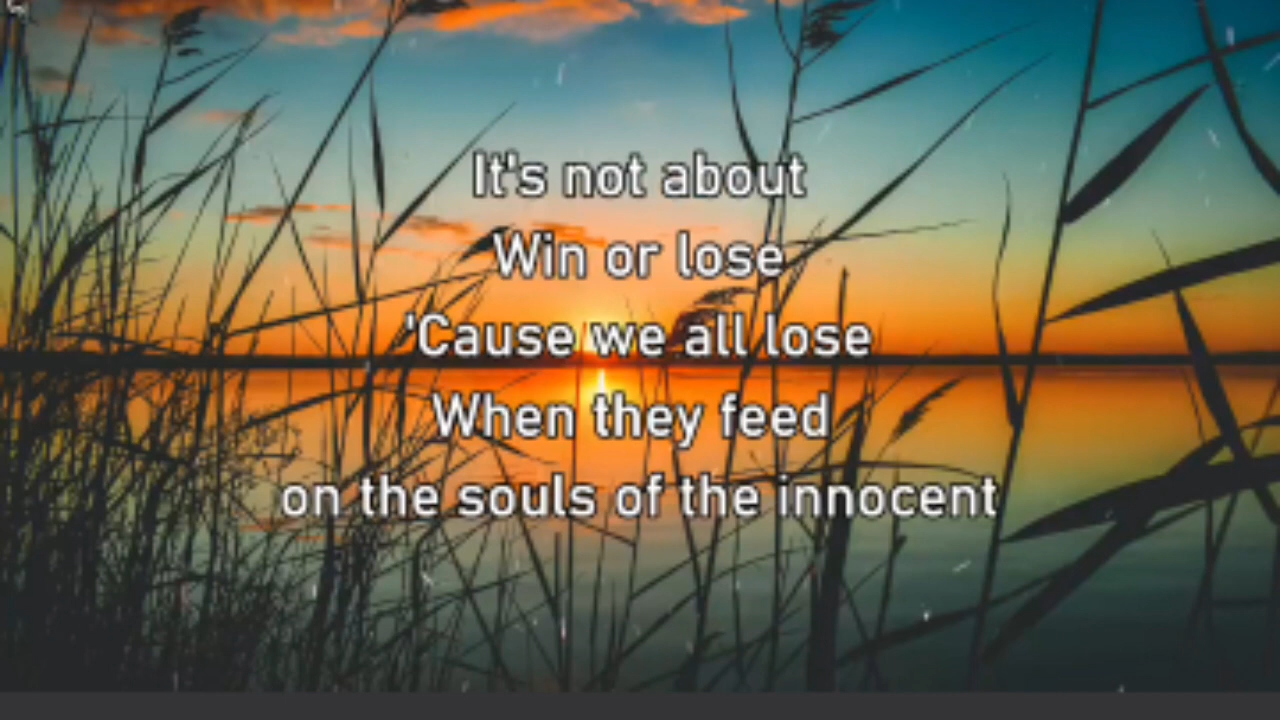 It's not about
Win or lose
'Cause we all lose
When they feed
on the souls of the innocent